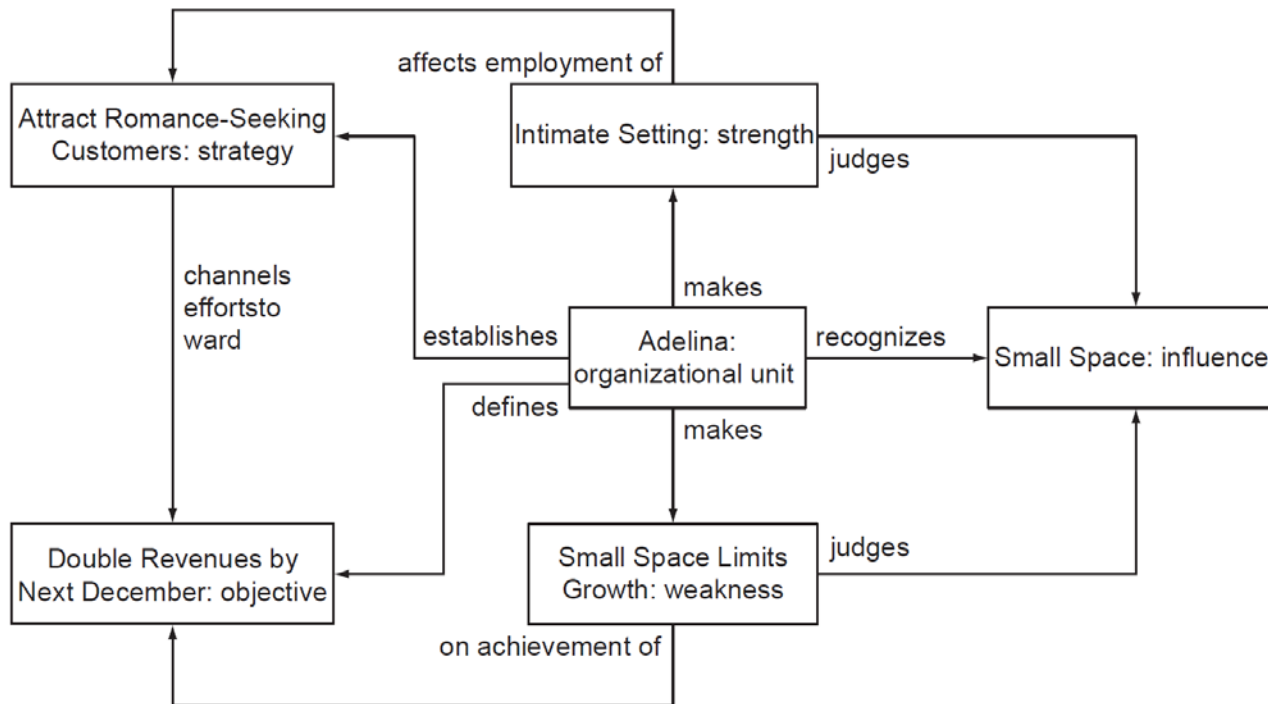 affects employment of
Attract Romance-Seeking
Customers: strategy
Intimate Setting: strength
judges
channels
effortsto
ward
makes
establishes
Adelina:
organizational unit
recognizes
Small Space: influence
defines
makes
Double Revenues by
Next December: objective
Small Space Limits
Growth: weakness
judges
on achievement of